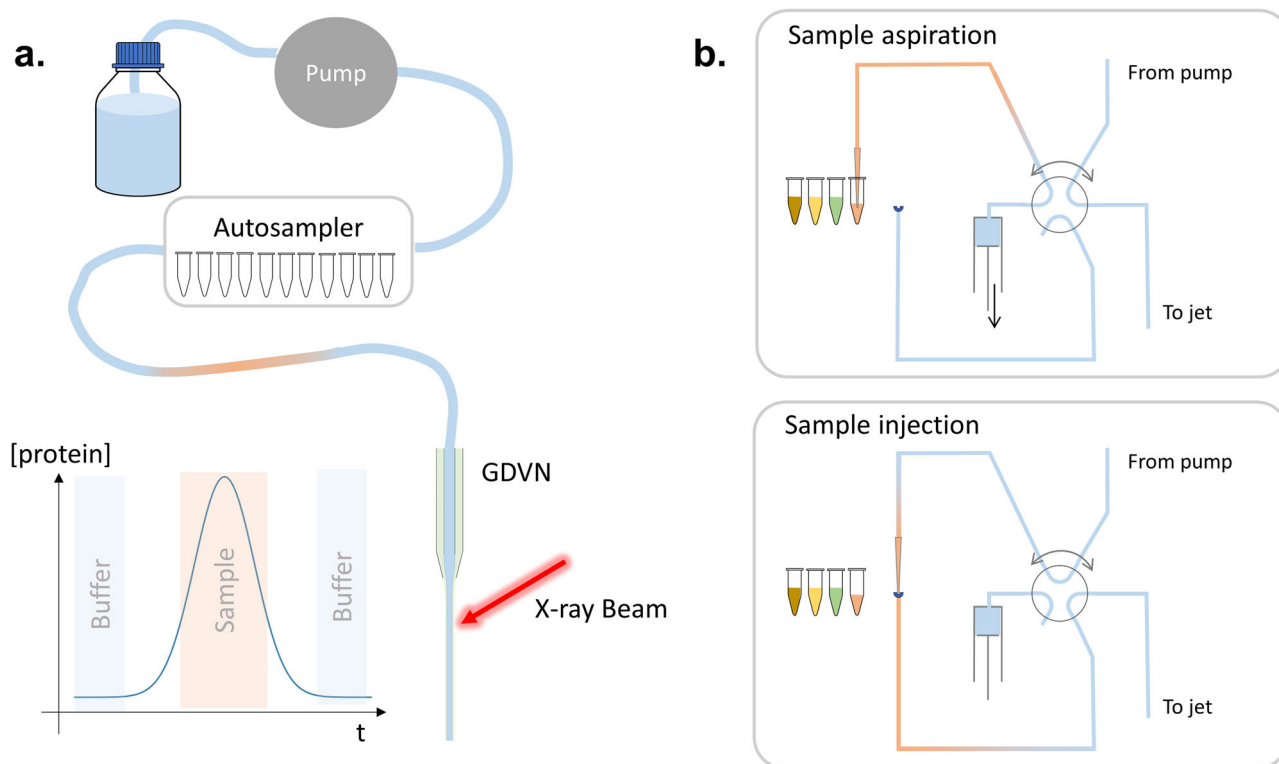 a.
Pump
Autosampler
[protein]
Buffer
Sample
Buffer
t
GDVN
X-ray Beam
b.
Sample aspiration
From pump
To jet
Sample injection
From pump
To jet